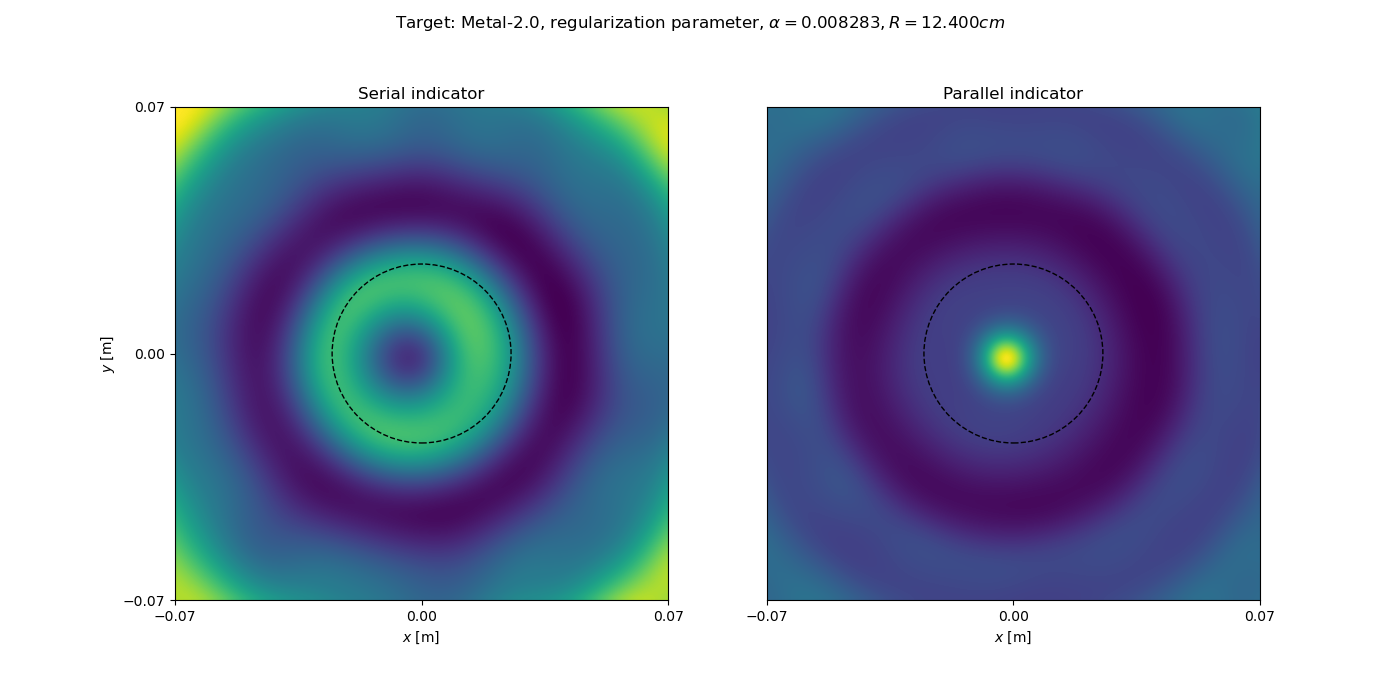 Target: Metal-2.0, regularization parameter, α = 0.008283, R = 12.400cm
Serial indicator
Parallel indicator
0.07
0.00
−0.07
y [m]
−0.07
0.00
0.07
x [m]
−0.07
0.00
0.07
x [m]